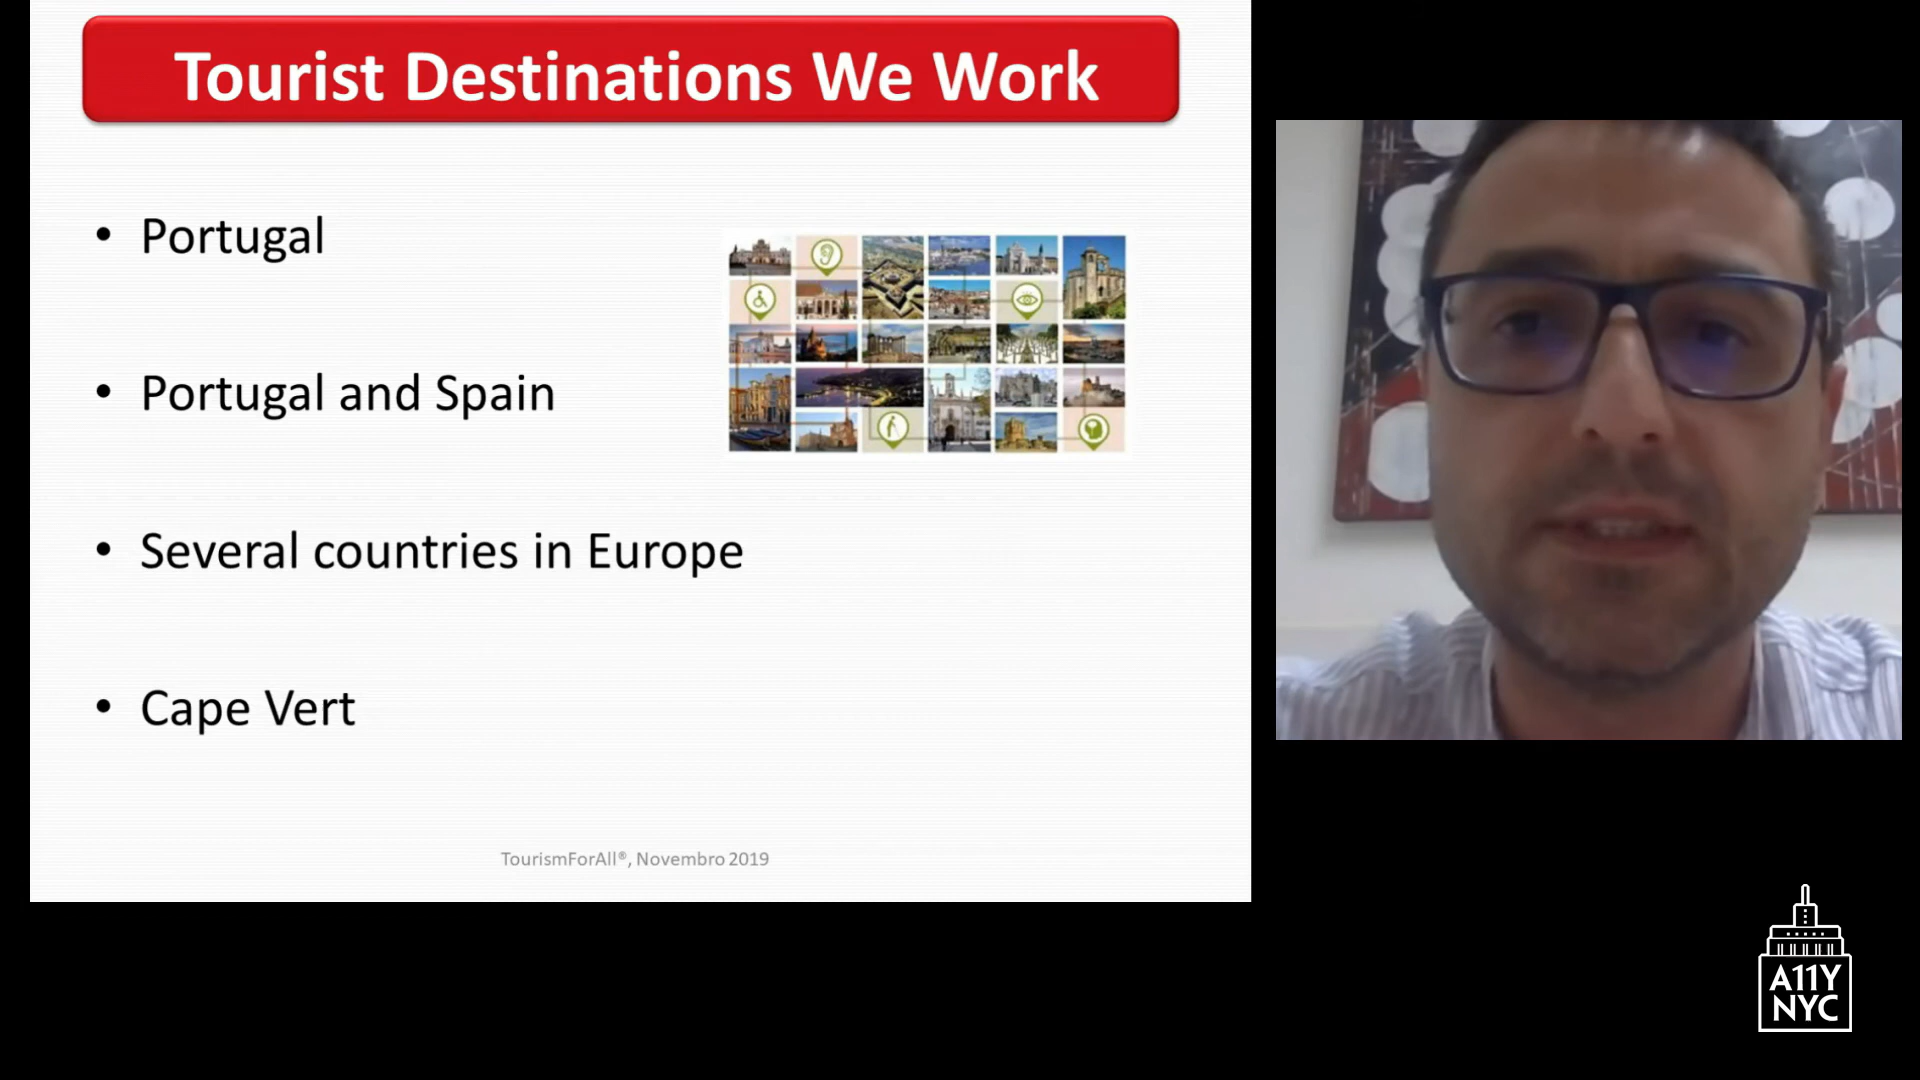 Tourist Destinations We Work
• Portugal
• Portugal and Spain
• Several countries in Europe
• Cape Vert
TourismForAll®, Novembro 2019
A11Y
NYC